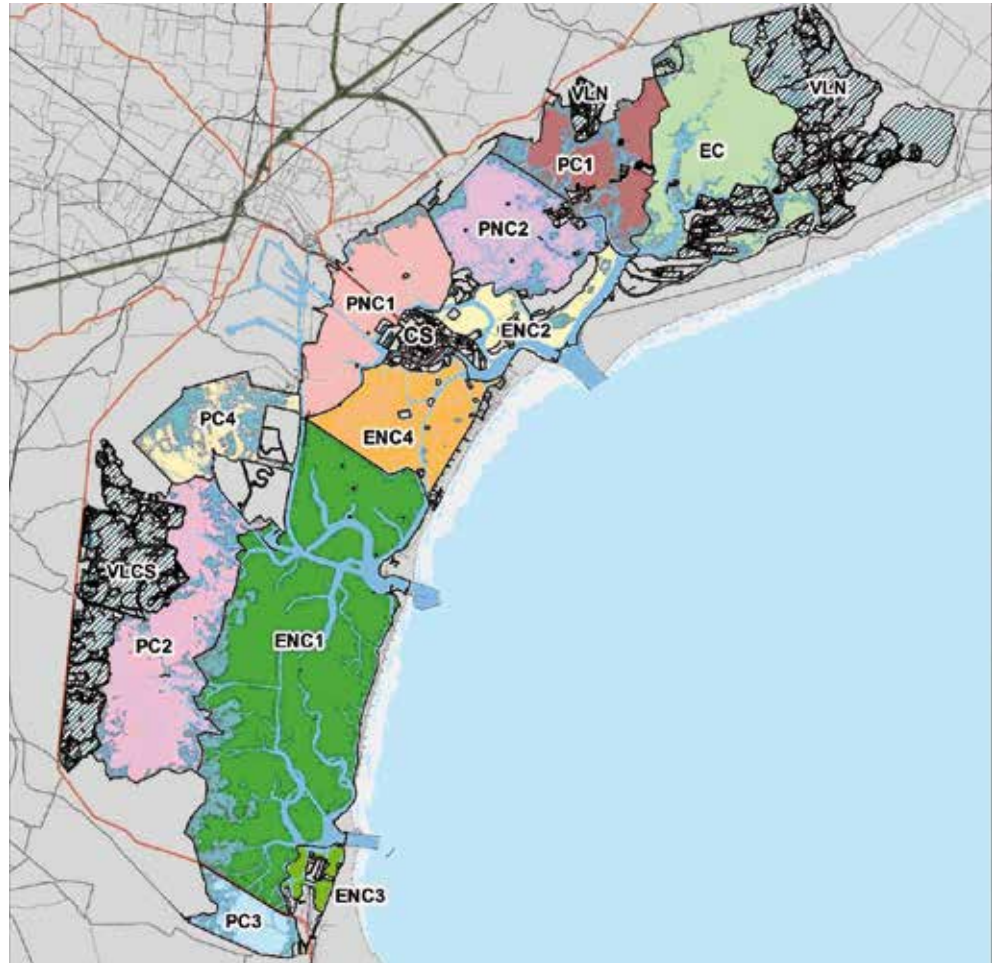 VLN
VLN
EC
PC1
PNC2
PNC1
CS
ENC2
PC4
ENC4
VLCS
ENC1
PC2
ENC3
PC3